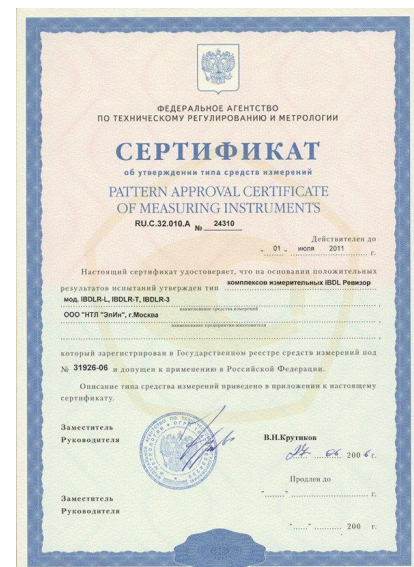 ФЕДЕРАЛЬНОЕ АГЕНТСТВО
ПО ТЕХНИЧЕСКОМУ РЕГУЛИРОВАНИЮ И МЕТРОЛОГИИ
СЕРТИФИКАТ
об утверждении типа средств измерений
PATTERN APPROVAL CERTIFICATE
OF MEASURING INSTRUMENTS
RU.C.32.010.A № 24310
Действителен до
" 01 " июля 2011 г.
Настоящий сертификат удостоверяет, что на основании положительных
результатов испытаний утвержден тип комплексов измерительных iBDL Ревизор
мод. IBDLR-L, IBDLR-T, IBDLR-3
наименование средства измерений
ООО "НТЛ "ЭлИн", г.Москва
наименование предприятия-изготовителя
который зарегистрирован в Государственном реестре средств измерений под
№ 31926-06 и допущен к применению в Российской Федерации.
Описание типа средства измерений приведено в приложении к настоящему
сертификату.
Заместитель
Руководителя
В.Н.Крутиков
27 06 2006 г.
Продлен до
"........" .................... г.
Заместитель
Руководителя
"......" ........... 200 г.